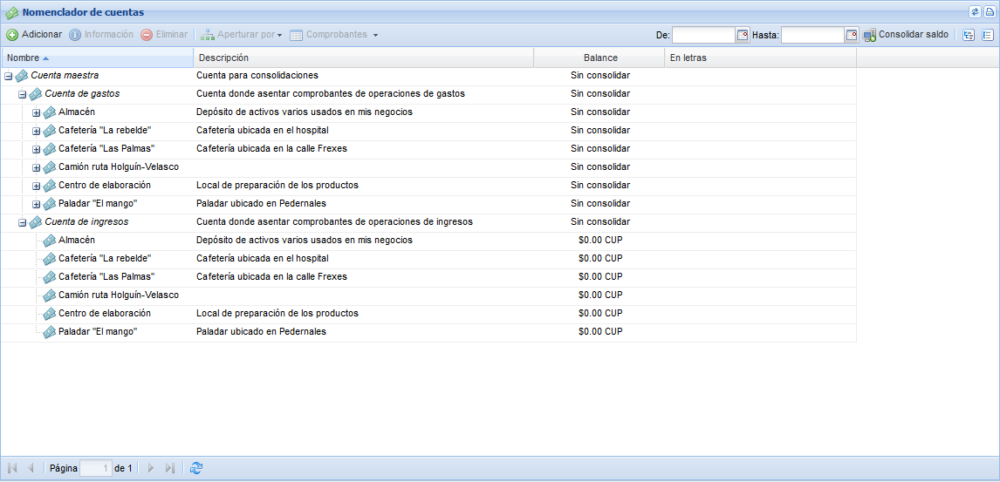 Nomenclador de cuentas
Adicionar Información Eliminar Aperturar por Comprobantes De: Hasta: Consolidar saldo
Nombre Descripción Balance En letras
Cuenta maestra Cuenta para consolidaciones Sin consolidar
Cuenta de gastos Cuenta donde asentar comprobantes de operaciones de gastos Sin consolidar
Almacén Depósito de activos varios usados en mis negocios Sin consolidar
Cafetería "La rebelde" Cafetería ubicada en el hospital Sin consolidar
Cafetería "Las Palmas" Cafetería ubicada en la calle Frexes Sin consolidar
Camión ruta Holguín-Velasco Sin consolidar
Centro de elaboración Local de preparación de los productos Sin consolidar
Paladar "El mango" Paladar ubicado en Pedernales Sin consolidar
Cuenta de ingresos Cuenta donde asentar comprobantes de operaciones de ingresos Sin consolidar
Almacén Depósito de activos varios usados en mis negocios $0.00 CUP
Cafetería "La rebelde" Cafetería ubicada en el hospital $0.00 CUP
Cafetería "Las Palmas" Cafetería ubicada en la calle Frexes $0.00 CUP
Camión ruta Holguín-Velasco $0.00 CUP
Centro de elaboración Local de preparación de los productos $0.00 CUP
Paladar "El mango" Paladar ubicado en Pedernales $0.00 CUP
Página 1 de 1